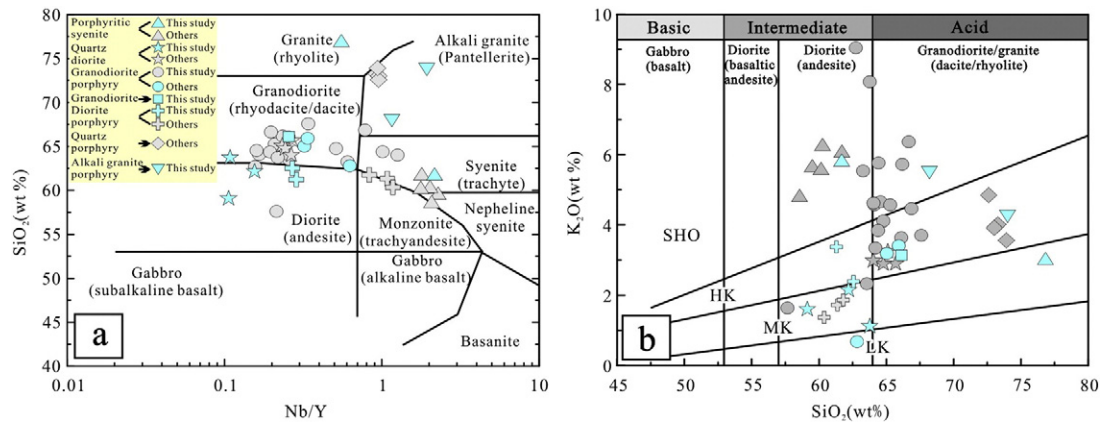 80
75
70
65
60
55
50
45
40
SiO₂(wt %)
Porphyritic syenite
This study
Others
Quartz diorite
This study
Others
Granodiorite porphyry
This study
Others
Granodiorite
This study
Diorite porphyry
This study
Others
Quartz porphyry
Others
Alkali granite porphyry
This study
Granite
(rhyolite)
Alkali granite
(Pantellerite)
Granodiorite
(rhyodacite/dacite)
Syenite
(trachyte)
Diorite
(andesite)
Monzonite
(trachyandesite)
Nepheline
syenite
Gabbro
(subalkaline basalt)
Gabbro
(alkaline basalt)
Basanite
a
0.01
0.1
1
10
Nb/Y
10
8
6
4
2
0
K₂O(wt %)
Basic
Intermediate
Acid
Gabbro
(basalt)
Diorite
(basaltic
andesite)
Diorite
(andesite)
Granodiorite/granite
(dacite/rhyolite)
SHO
HK
MK
LK
b
45
50
55
60
65
70
75
80
SiO₂(wt%)